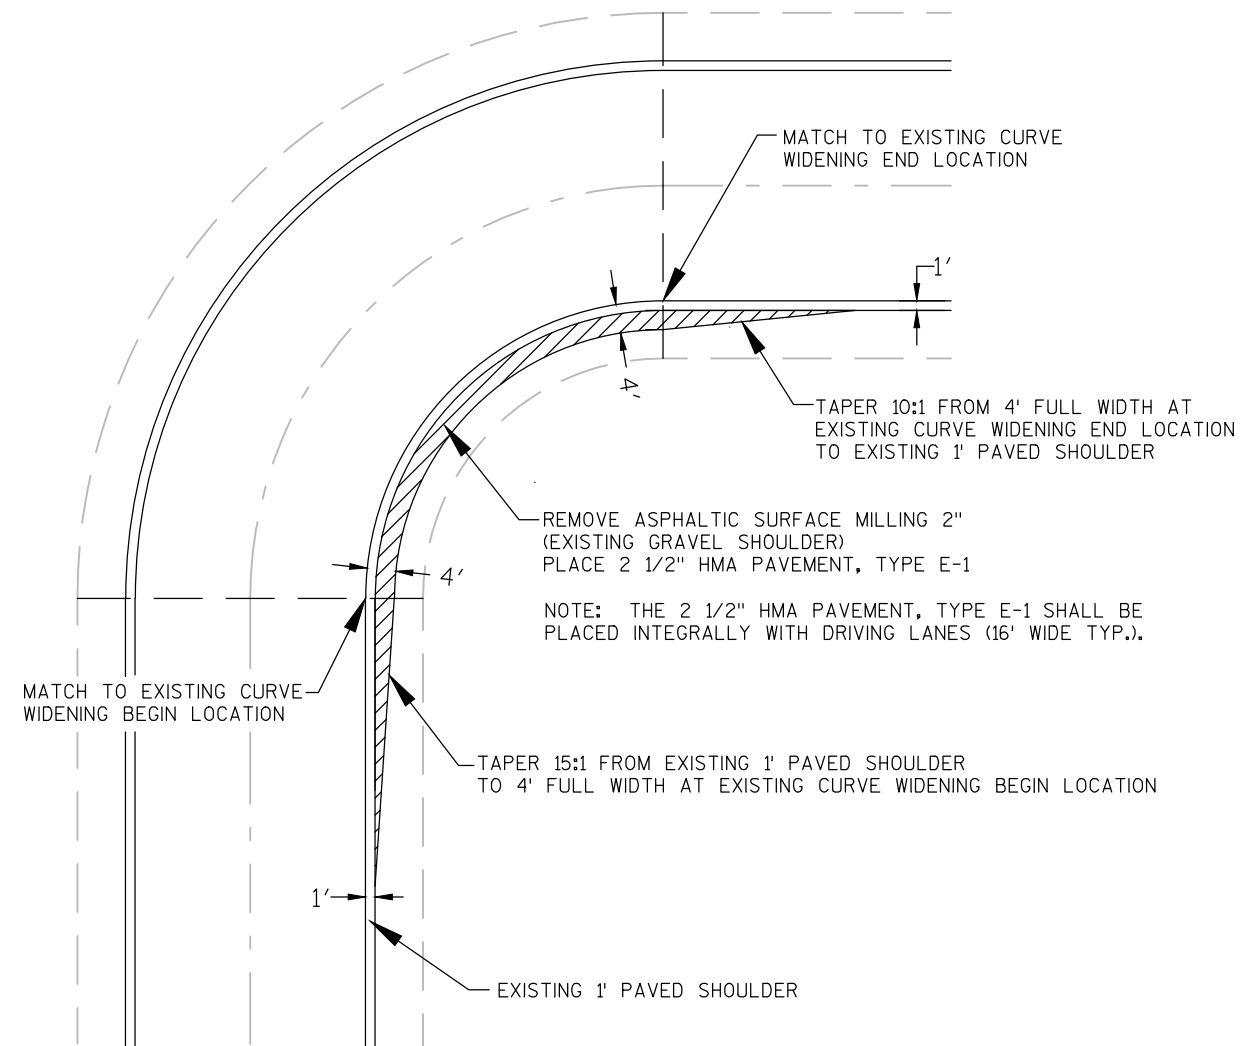 MATCH TO EXISTING CURVE
WIDENING END LOCATION
1'
4'
TAPER 10:1 FROM 4' FULL WIDTH AT
EXISTING CURVE WIDENING END LOCATION
TO EXISTING 1' PAVED SHOULDER
REMOVE ASPHALTIC SURFACE MILLING 2"
(EXISTING GRAVEL SHOULDER)
PLACE 2 1/2" HMA PAVEMENT, TYPE E-1
4'
NOTE: THE 2 1/2" HMA PAVEMENT, TYPE E-1 SHALL BE
PLACED INTEGRALLY WITH DRIVING LANES (16' WIDE TYP.).
MATCH TO EXISTING CURVE
WIDENING BEGIN LOCATION
TAPER 15:1 FROM EXISTING 1' PAVED SHOULDER
TO 4' FULL WIDTH AT EXISTING CURVE WIDENING BEGIN LOCATION
1'
EXISTING 1' PAVED SHOULDER